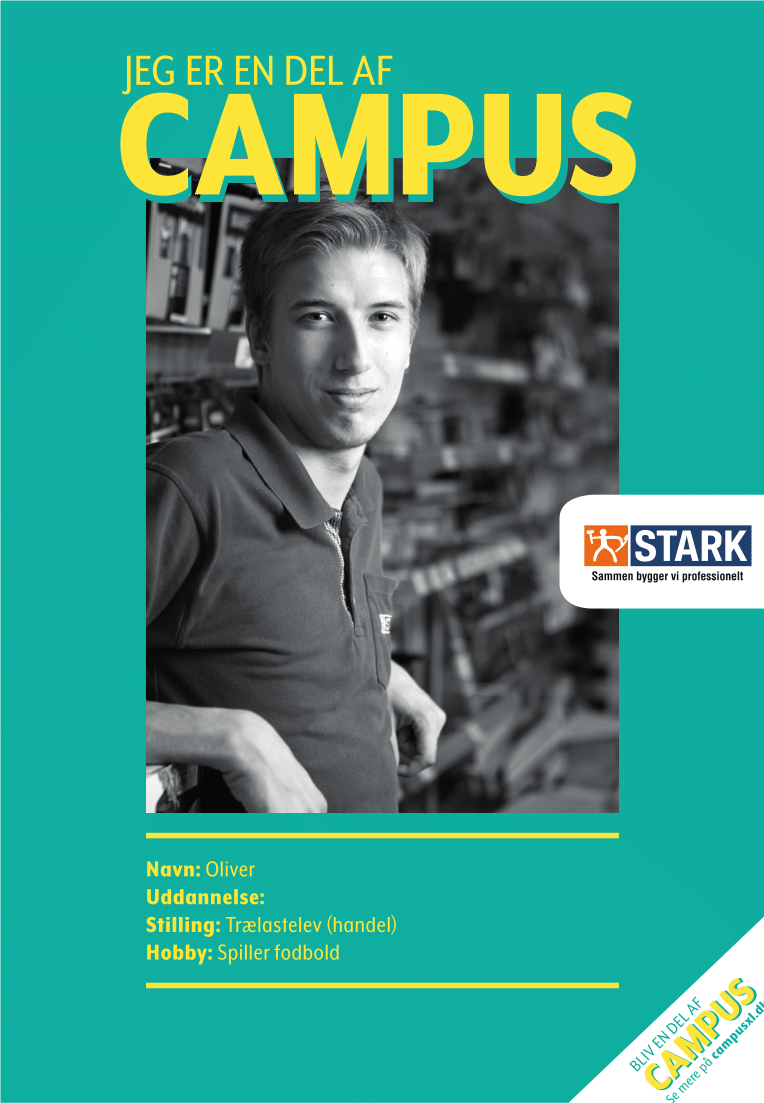 JEG ER EN DEL AF
CAMPUS
STARK
Sammen bygger vi professionelt
Navn: Oliver
Uddannelse:
Stilling: Trælastelev (handel)
Hobby: Spiller fodbold
BLIV EN DEL AF
CAMPUS
Se mere på campusxl.dk